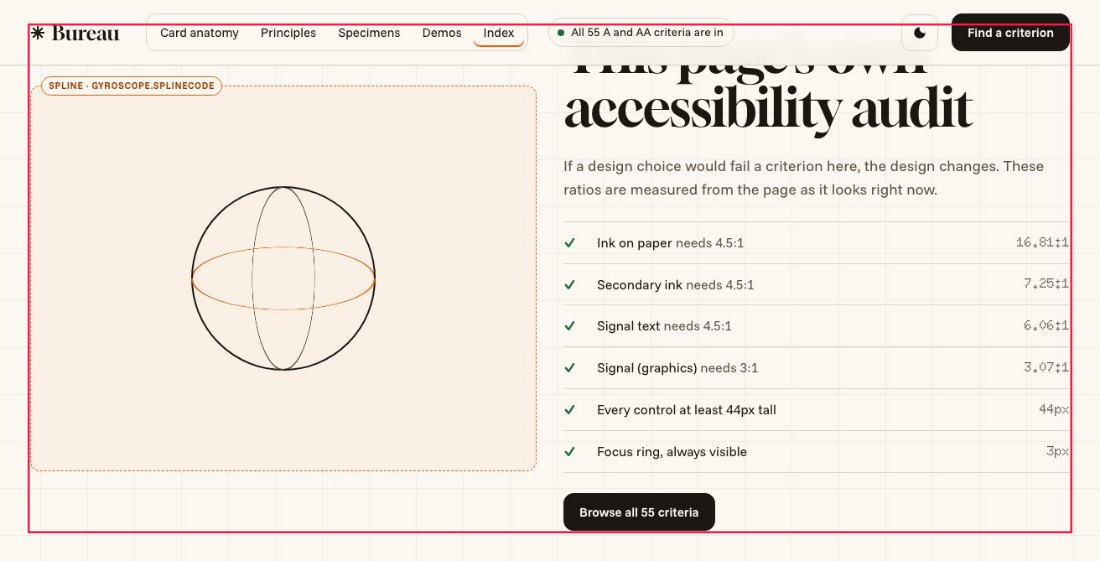 Bureau
Card anatomy
Principles
Specimens
Demos
Index
All 55 A and AA criteria are in
Find a criterion
SPLINE · GYROSCOPE.SPLINECODE
This page's own
accessibility audit
If a design choice would fail a criterion here, the design changes. These
ratios are measured from the page as it looks right now.
Ink on paper needs 4.5:1 16.81:1
Secondary ink needs 4.5:1 7.25:1
Signal text needs 4.5:1 6.06:1
Signal (graphics) needs 3:1 3.07:1
Every control at least 44px tall 44px
Focus ring, always visible 3px
Browse all 55 criteria